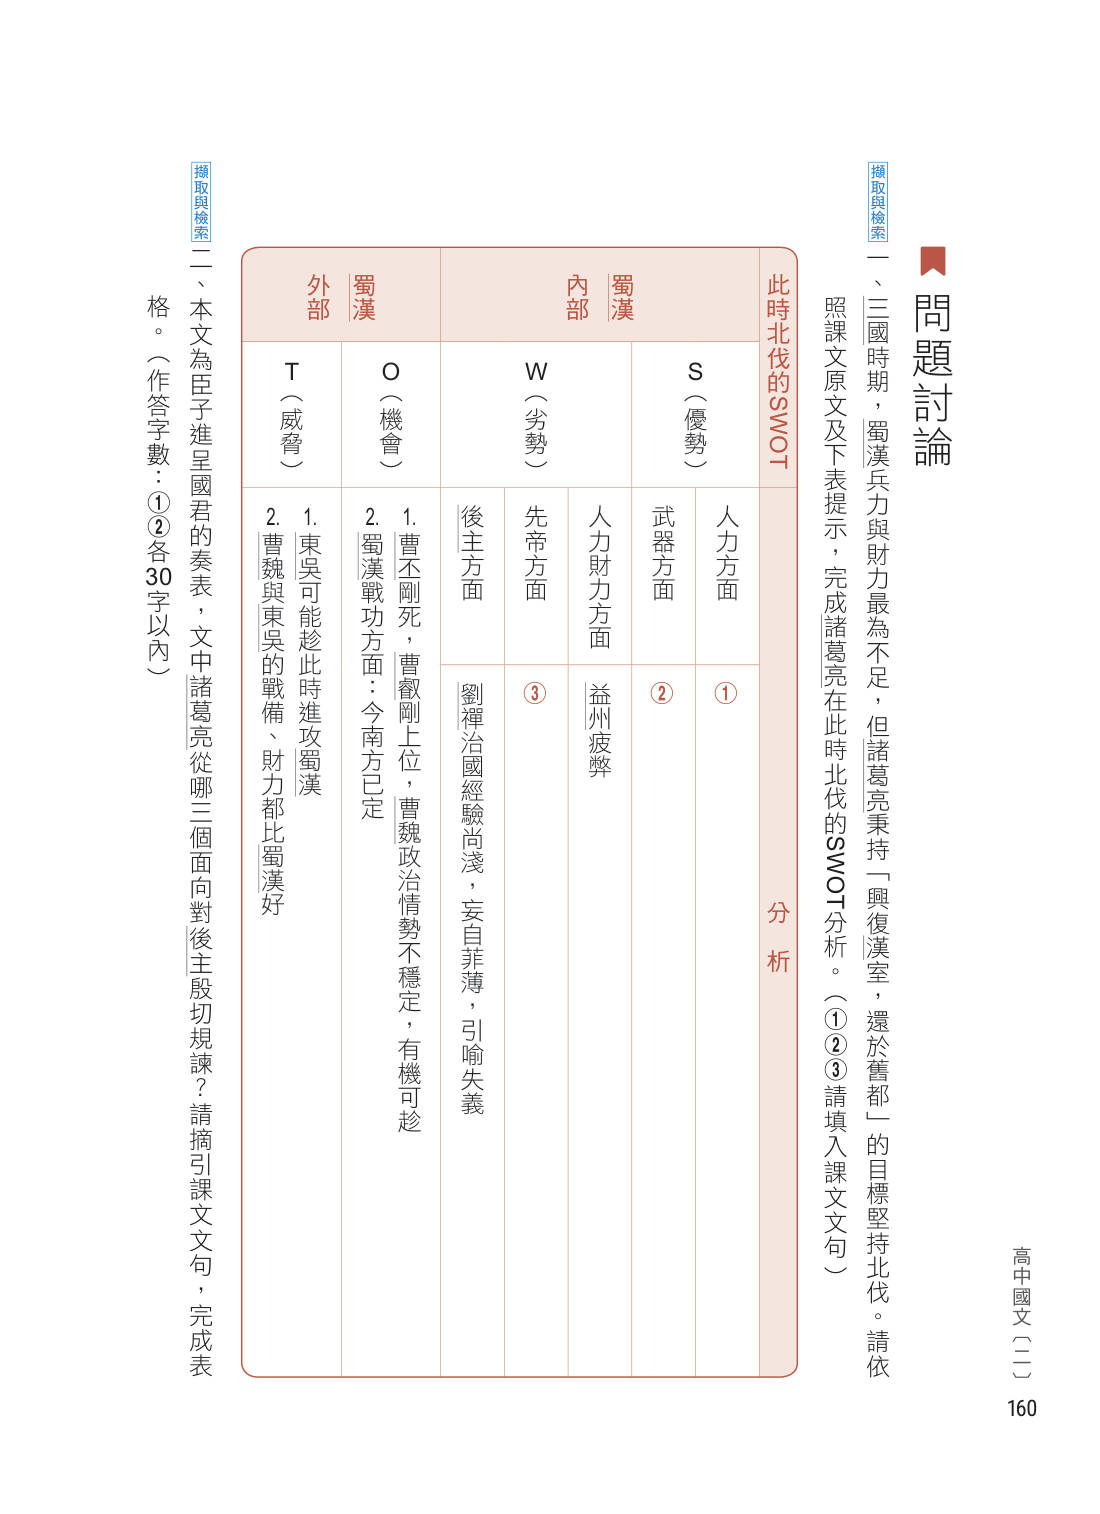 高中國文（二）
160
問題討論
擷取與檢索
一、三國時期，蜀漢兵力與財力最為不足，但諸葛亮秉持「興復漢室，還於舊都」的目標堅持北伐。請依
照課文原文及下表提示，完成諸葛亮在此時北伐的SWOT分析。（①②③請填入課文文句）
此時北伐的SWOT
分析
蜀漢
內部
S（優勢）
人力方面
①
武器方面
②
W（劣勢）
人力財力方面
益州疲弊
先帝方面
③
後主方面
劉禪治國經驗尚淺，妄自菲薄，引喻失義
蜀漢
外部
O（機會）
1. 曹丕剛死，曹叡剛上位，曹魏政治情勢不穩定，有機可趁
2. 蜀漢戰功方面：今南方已定
T（威脅）
1. 東吳可能趁此時進攻蜀漢
2. 曹魏與東吳的戰備、財力都比蜀漢好
擷取與檢索
二、本文為臣子進呈國君的奏表，文中諸葛亮從哪三個面向對後主殷切規諫？請摘引課文文句，完成表
格。（作答字數：①②各30字以內）